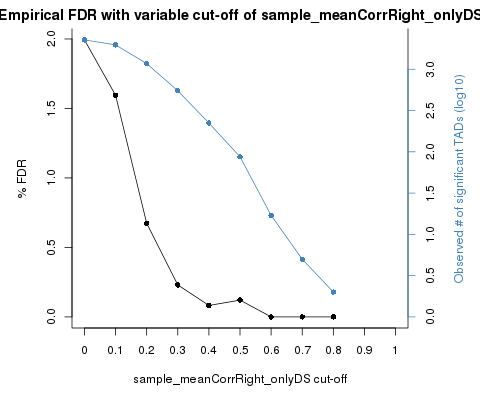 Empirical FDR with variable cut-off of sample_meanCorrRight_onlyDS
2.0
1.5
1.0
0.5
0.0
% FDR
3.0
2.5
2.0
1.5
1.0
0.5
0.0
Observed # of significant TADs (log10)
0 0.1 0.2 0.3 0.4 0.5 0.6 0.7 0.8 0.9 1
sample_meanCorrRight_onlyDS cut-off